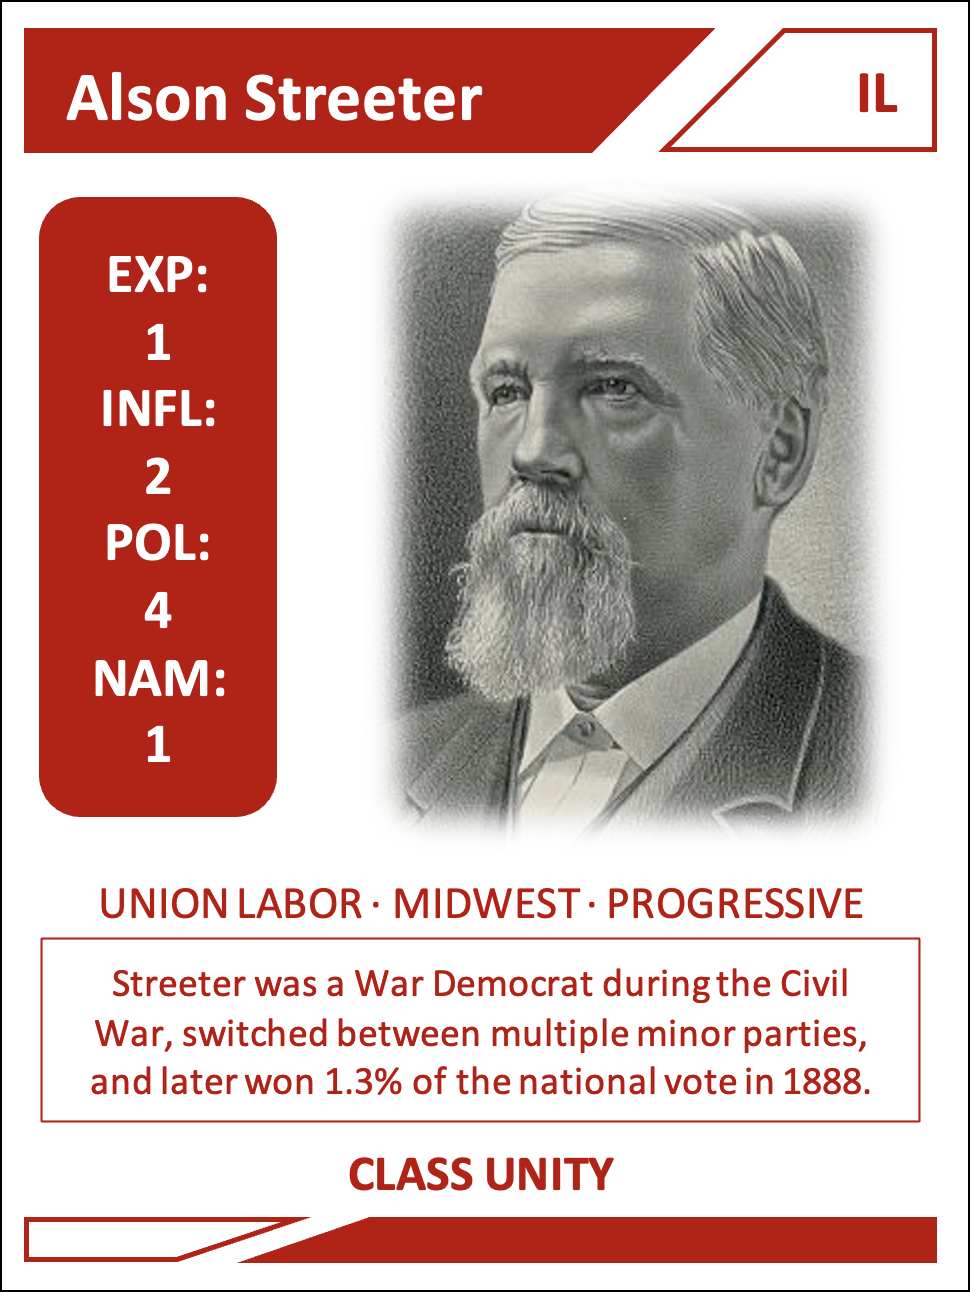 Alson Streeter
IL
EXP:
1
INFL:
2
POL:
4
NAM:
1
UNION LABOR · MIDWEST · PROGRESSIVE
Streeter was a War Democrat during the Civil
War, switched between multiple minor parties,
and later won 1.3% of the national vote in 1888.
CLASS UNITY